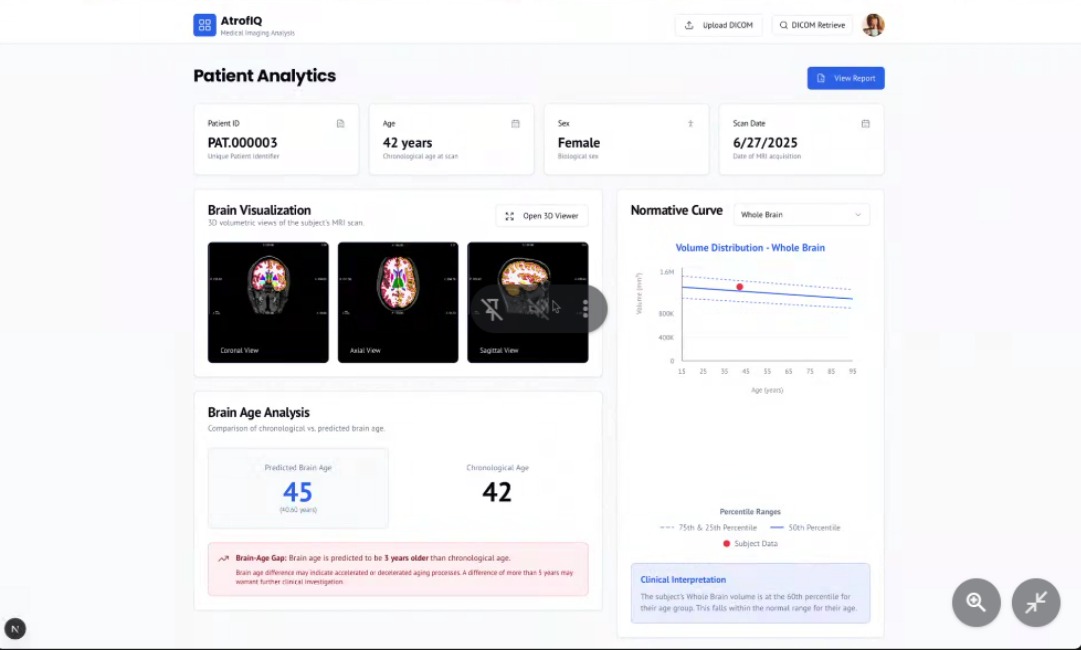 AtrofIQ
Medical Imaging Analysis
Upload DICOM
DICOM Retrieve
Patient Analytics
View Report
Patient ID
PAT.000003
Unique Patient Identifier
Age
42 years
Chronological age at scan
Sex
Female
Biological sex
Scan Date
6/27/2025
Date of MRI acquisition
Brain Visualization
3D volumetric views of the subject's MRI scan.
Open 3D Viewer
Coronal View
Axial View
Sagittal View
Normative Curve
Whole Brain
Volume Distribution - Whole Brain
Volume (mm³)
1.6M
800K
400K
0
15 25 35 45 55 65 75 85 95
Age (years)
Percentile Ranges
75th & 25th Percentile
50th Percentile
Subject Data
Clinical Interpretation
The subject's Whole Brain volume is at the 60th percentile for
their age group. This falls within the normal range for their age.
Brain Age Analysis
Comparison of chronological vs. predicted brain age.
Predicted Brain Age
45
Chronological Age
42
Brain-Age Gap: Brain age is predicted to be 3 years older than chronological age.
Brain age difference may indicate accelerated or decelerated aging processes. A difference of more than 5 years may
warrant further clinical investigation.
N